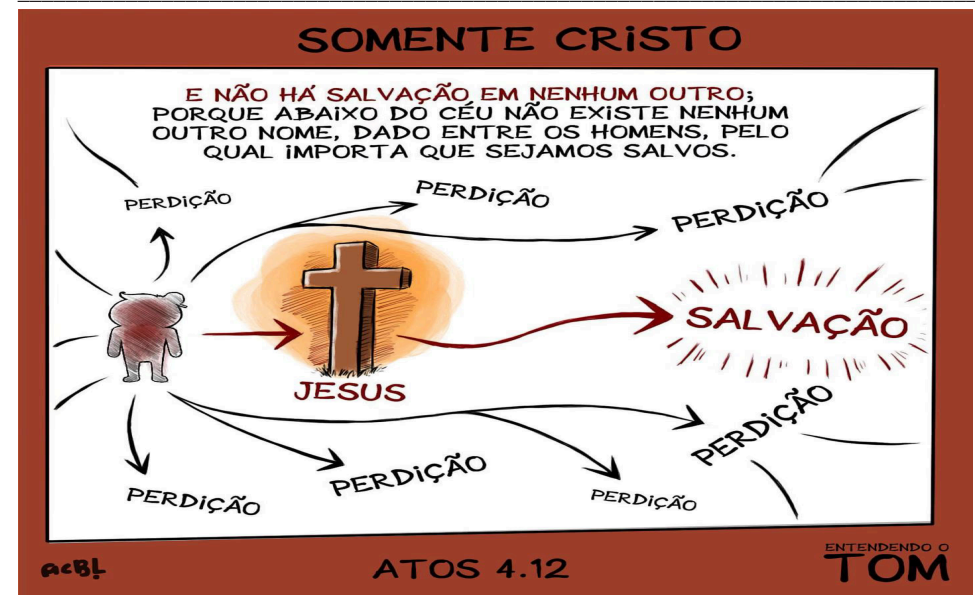 SOMENTE CRISTO
E NÃO HÁ SALVAÇÃO EM NENHUM OUTRO;
PORQUE ABAIXO DO CÉU NÃO EXISTE NENHUM
OUTRO NOME, DADO ENTRE OS HOMENS, PELO
QUAL IMPORTA QUE SEJAMOS SALVOS.
PERDIÇÃO
PERDIÇÃO
PERDIÇÃO
SALVAÇÃO
JESUS
PERDIÇÃO
PERDIÇÃO
PERDIÇÃO
PERDIÇÃO
ACB!
ATOS 4.12
ENTENDENDO O
TOM